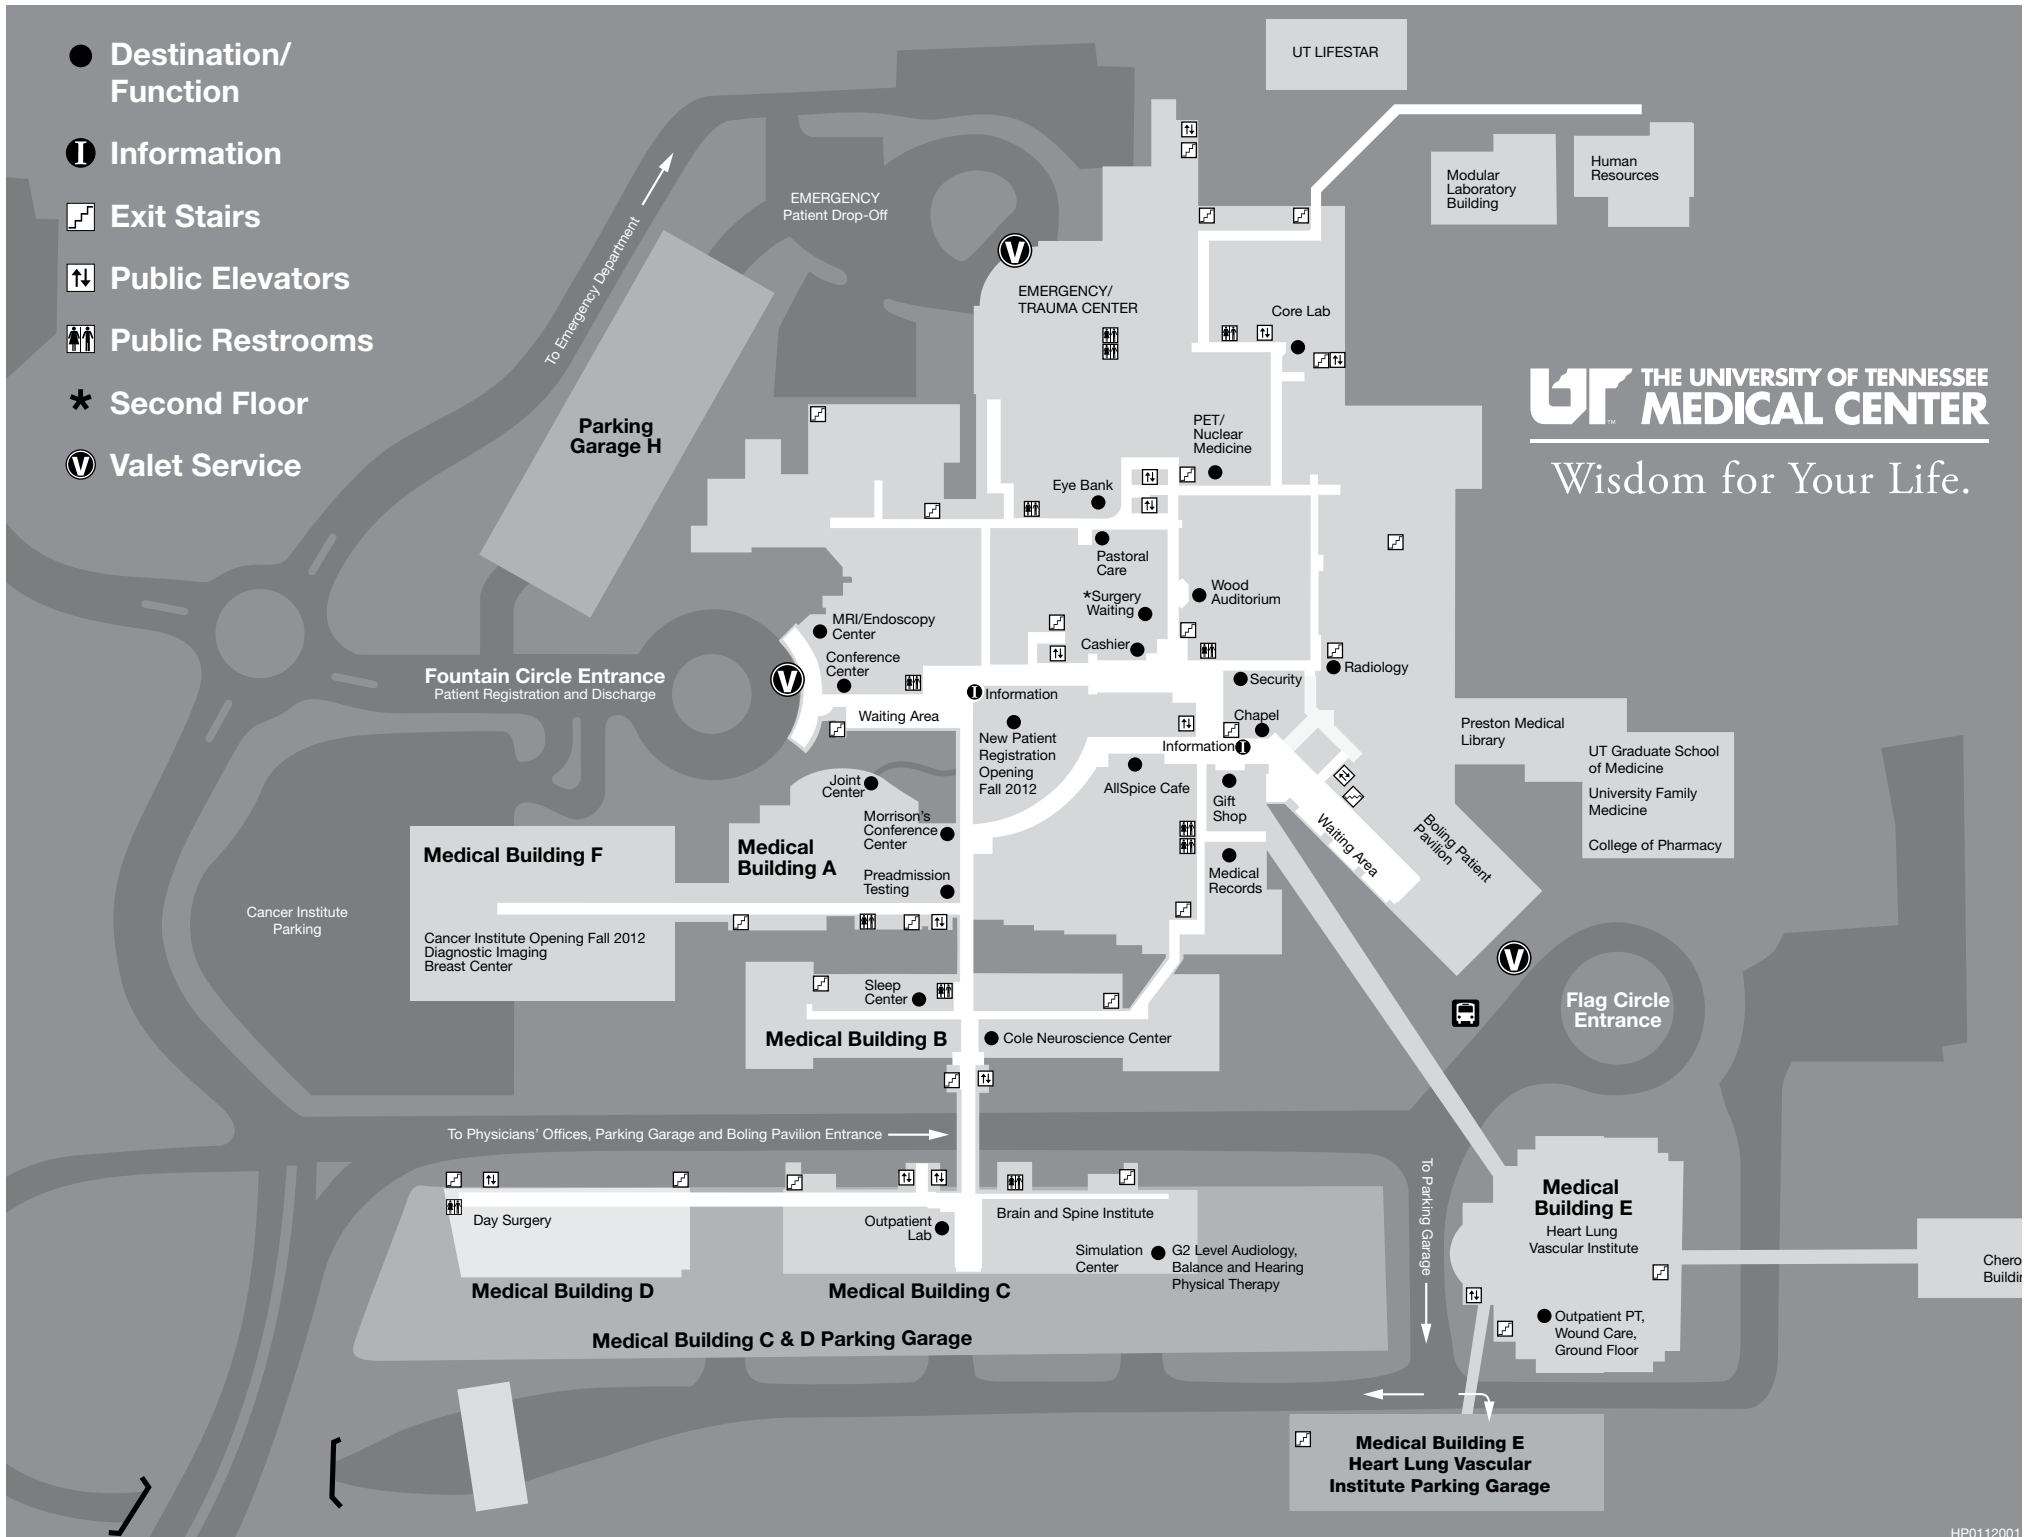 Destination/
Function
Information
Exit Stairs
Public Elevators
Public Restrooms
* Second Floor
V Valet Service
UT LIFESTAR
Modular
Laboratory
Building
Human
Resources
EMERGENCY
Patient Drop-Off
V
To Emergency Department
EMERGENCY/
TRAUMA CENTER
Core Lab
Parking
Garage H
PET/
Nuclear
Medicine
UT
TM
THE UNIVERSITY OF TENNESSEE
MEDICAL CENTER
Wisdom for Your Life.
Eye Bank
Pastoral
Care
*Surgery
Waiting
Wood
Auditorium
Cashier
MRI/Endoscopy
Center
Conference
Center
Fountain Circle Entrance
Patient Registration and Discharge
V
Waiting Area
I Information
Security
Radiology
New Patient
Registration
Opening
Fall 2012
Chapel
Information I
Preston Medical
Library
UT Graduate School
of Medicine
University Family
Medicine
College of Pharmacy
Joint
Center
AllSpice Cafe
Gift
Shop
Morrison's
Conference
Center
Waiting Area
Boling Patient
Pavilion
Medical Building F
Medical
Building A
Preadmission
Testing
Medical
Records
Cancer Institute
Parking
Cancer Institute Opening Fall 2012
Diagnostic Imaging
Breast Center
V
Sleep
Center
Flag Circle
Entrance
Medical Building B
Cole Neuroscience Center
To Physicians' Offices, Parking Garage and Boling Pavilion Entrance
To Parking Garage
Medical
Building E
Heart Lung
Vascular Institute
Day Surgery
Outpatient
Lab
Brain and Spine Institute
Simulation
Center
G2 Level Audiology,
Balance and Hearing
Physical Therapy
Chero
Buildin
Medical Building D
Medical Building C
Outpatient PT,
Wound Care,
Ground Floor
Medical Building C & D Parking Garage
Medical Building E
Heart Lung Vascular
Institute Parking Garage
HP0112001